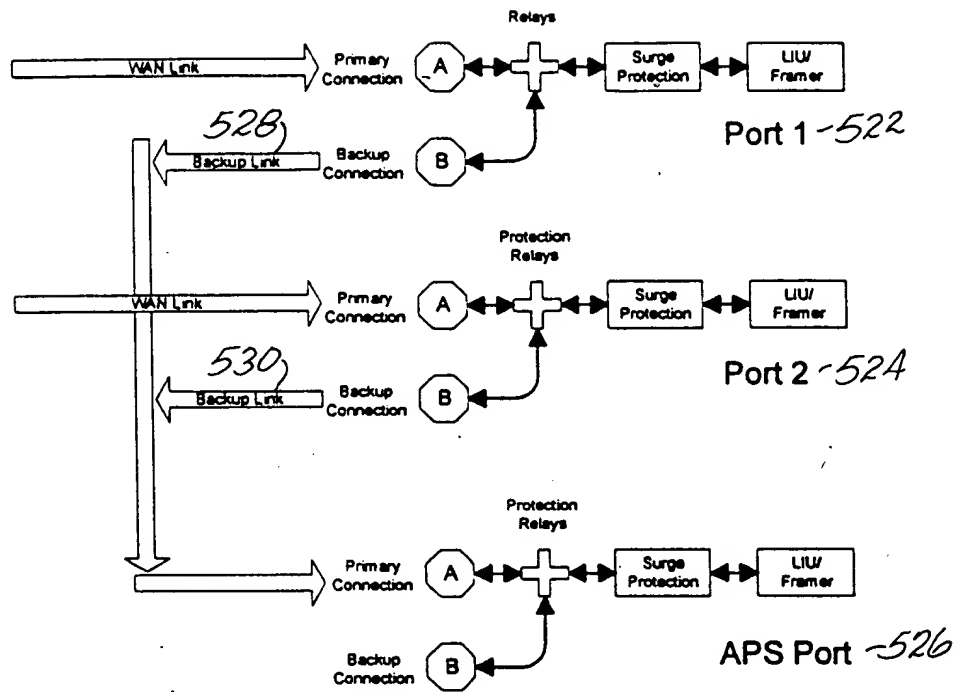 Relays
WAN Link
Primary
Connection
A
Surge
Protection
LIU/
Framer
Port 1 -522
528
Backup Link
Backup
Connection
B
Protection
Relays
WAN Link
Primary
Connection
A
Surge
Protection
LIU/
Framer
Port 2 -524
530
Backup Link
Backup
Connection
B
Protection
Relays
Primary
Connection
A
Surge
Protection
LIU/
Framer
APS Port -526
Backup
Connection
B